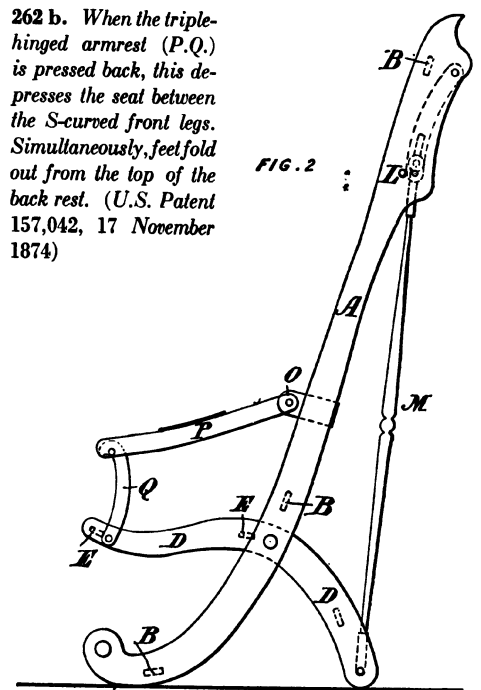 262 b. When the triple-
hinged armrest (P.Q.)
is pressed back, this de-
presses the seat between
the S-curved front legs.
Simultaneously, feet fold
out from the top of the
back rest. (U.S. Patent
157,042, 17 November
1874)
FIG. 2
B
L
A
O
M
P
Q
B
E
E
D
D
B